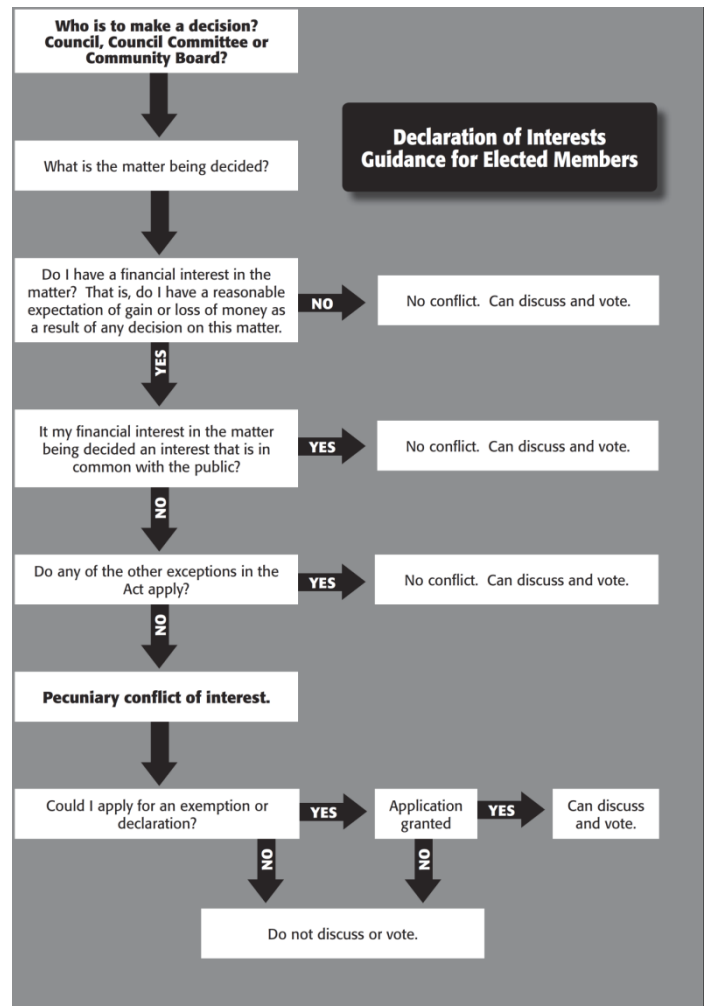 Who is to make a decision?
Council, Council Committee or
Community Board?
Declaration of Interests
Guidance for Elected Members
What is the matter being decided?
Do I have a financial interest in the
matter? That is, do I have a reasonable
expectation of gain or loss of money as
a result of any decision on this matter.
NO
No conflict. Can discuss and vote.
YES
It my financial interest in the matter
being decided an interest that is in
common with the public?
YES
No conflict. Can discuss and vote.
NO
Do any of the other exceptions in the
Act apply?
YES
No conflict. Can discuss and vote.
NO
Pecuniary conflict of interest.
Could I apply for an exemption or
declaration?
YES
Application
granted
YES
Can discuss
and vote.
NO
NO
Do not discuss or vote.